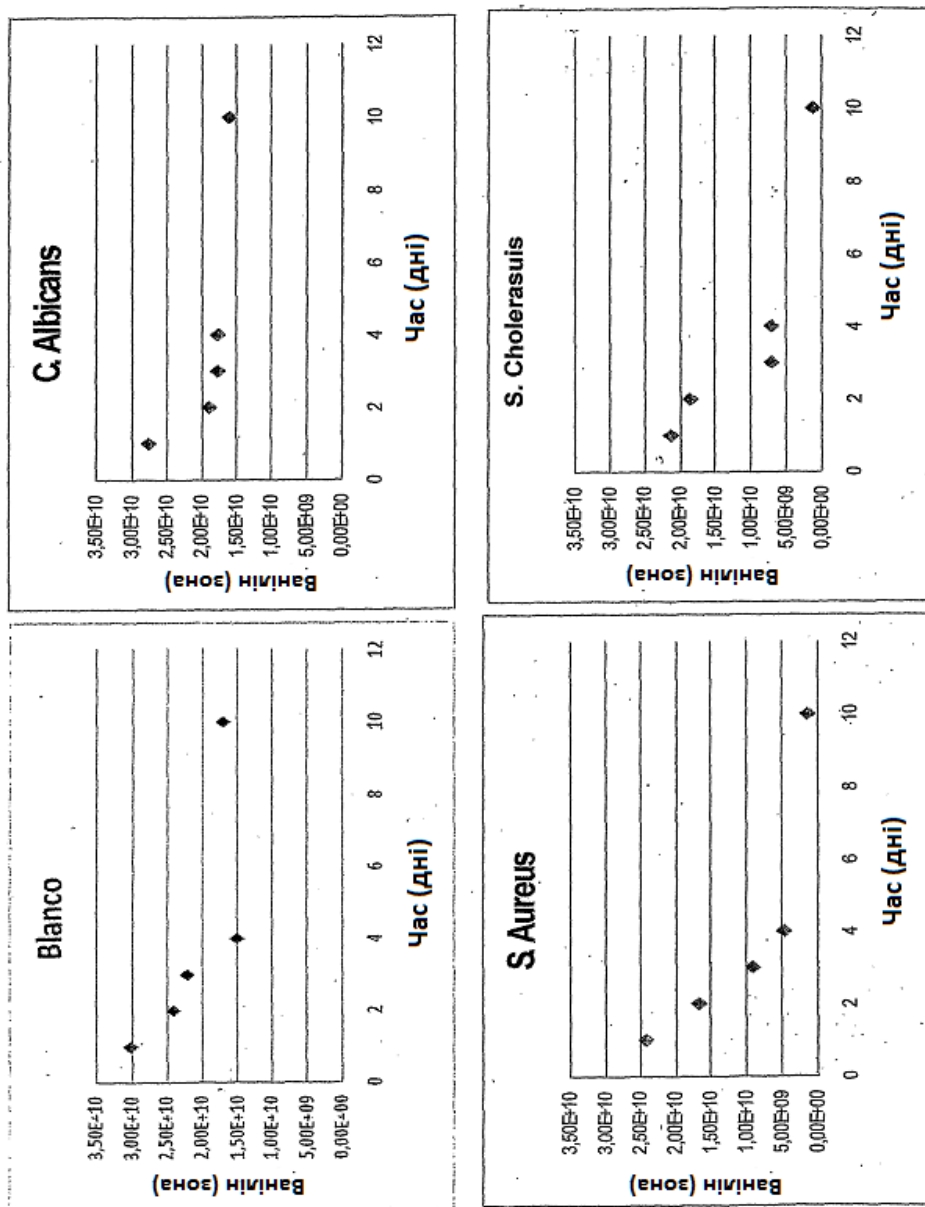 Blanco
Ванілін (зона)
3,50E+10
3,00E+10
2,50E+10
2,00E+10
1,50E+10
1,00E+10
5,00E+09
0,00E+00
0 2 4 6 8 10 12
Час (дні)
C. Albicans
Ванілін (зона)
3,50E+10
3,00E+10
2,50E+10
2,00E+10
1,50E+10
1,00E+10
5,00E+09
0,00E+00
0 2 4 6 8 10 12
Час (дні)
S. Aureus
Ванілін (зона)
3,50E+10
3,00E+10
2,50E+10
2,00E+10
1,50E+10
1,00E+10
5,00E+09
0,00E+00
0 2 4 6 8 10 12
Час (дні)
S. Cholerasuis
Ванілін (зона)
3,50E+10
3,00E+10
2,50E+10
2,00E+10
1,50E+10
1,00E+10
5,00E+09
0,00E+00
0 2 4 6 8 10 12
Час (дні)